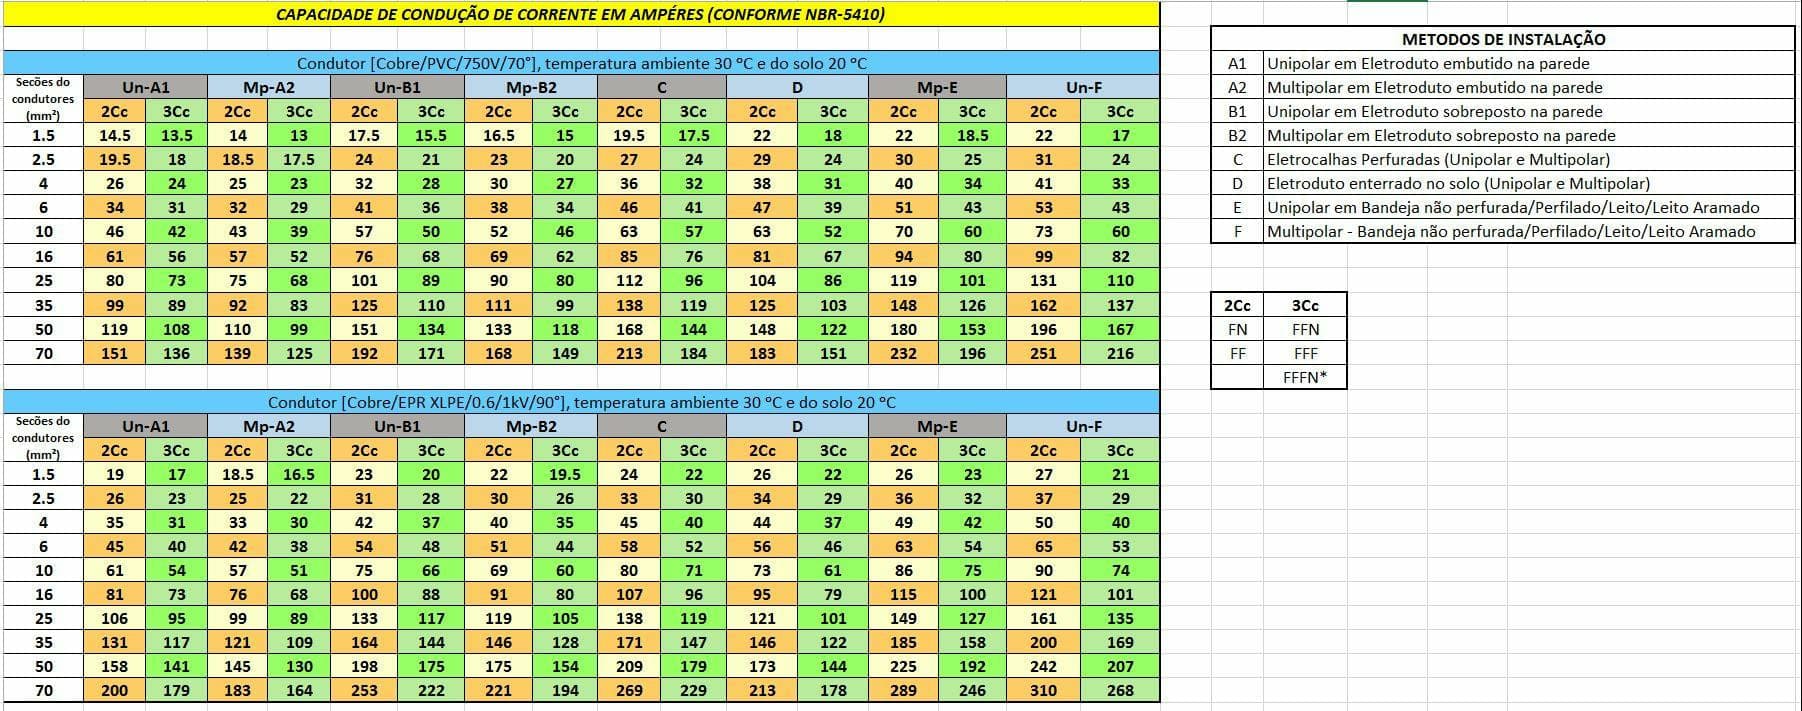 CAPACIDADE DE CONDUÇÃO DE CORRENTE EM AMPÉRES (CONFORME NBR-5410)
Condutor [Cobre/PVC/750V/70°], temperatura ambiente 30 °C e do solo 20 °C
Secões do condutores (mm²) Un-A1 Mp-A2 Un-B1 Mp-B2 C D Mp-E Un-F
2Cc 3Cc 2Cc 3Cc 2Cc 3Cc 2Cc 3Cc 2Cc 3Cc 2Cc 3Cc 2Cc 3Cc 2Cc 3Cc
1.5 14.5 13.5 14 13 17.5 15.5 16.5 15 19.5 17.5 22 18 22 18.5 22 17
2.5 19.5 18 18.5 17.5 24 21 23 20 27 24 29 24 30 25 31 24
4 26 24 25 23 32 28 30 27 36 32 38 31 40 34 41 33
6 34 31 32 29 41 36 38 34 46 41 47 39 51 43 53 43
10 46 42 43 39 57 50 52 46 63 57 63 52 70 60 73 60
16 61 56 57 52 76 68 69 62 85 76 81 67 94 80 99 82
25 80 73 75 68 101 89 90 80 112 96 104 86 119 101 131 110
35 99 89 92 83 125 110 111 99 138 119 125 103 148 126 162 137
50 119 108 110 99 151 134 133 118 168 144 148 122 180 153 196 167
70 151 136 139 125 192 171 168 149 213 184 183 151 232 196 251 216
Condutor [Cobre/EPR XLPE/0.6/1kV/90°], temperatura ambiente 30 °C e do solo 20 °C
Secões do condutores (mm²) Un-A1 Mp-A2 Un-B1 Mp-B2 C D Mp-E Un-F
2Cc 3Cc 2Cc 3Cc 2Cc 3Cc 2Cc 3Cc 2Cc 3Cc 2Cc 3Cc 2Cc 3Cc 2Cc 3Cc
1.5 19 17 18.5 16.5 23 20 22 19.5 24 22 26 22 26 23 27 21
2.5 26 23 25 22 31 28 30 26 33 30 34 29 36 32 37 29
4 35 31 33 30 42 37 40 35 45 40 44 37 49 42 50 40
6 45 40 42 38 54 48 51 44 58 52 56 46 63 54 65 53
10 61 54 57 51 75 66 69 60 80 71 73 61 86 75 90 74
16 81 73 76 68 100 88 91 80 107 96 95 79 115 100 121 101
25 106 95 99 89 133 117 119 105 138 119 121 101 149 127 161 135
35 131 117 121 109 164 144 146 128 171 147 146 122 185 158 200 169
50 158 141 145 130 198 175 175 154 209 179 173 144 225 192 242 207
70 200 179 183 164 253 222 221 194 269 229 213 178 289 246 310 268
METODOS DE INSTALAÇÃO
A1 Unipolar em Eletroduto embutido na parede
A2 Multipolar em Eletroduto embutido na parede
B1 Unipolar em Eletroduto sobreposto na parede
B2 Multipolar em Eletroduto sobreposto na parede
C Eletrocalhas Perfuradas (Unipolar e Multipolar)
D Eletroduto enterrado no solo (Unipolar e Multipolar)
E Unipolar em Bandeja não perfurada/Perfilado/Leito/Leito Aramado
F Multipolar - Bandeja não perfurada/Perfilado/Leito/Leito Aramado
2Cc 3Cc
FN FFN
FF FFF
FFFN*